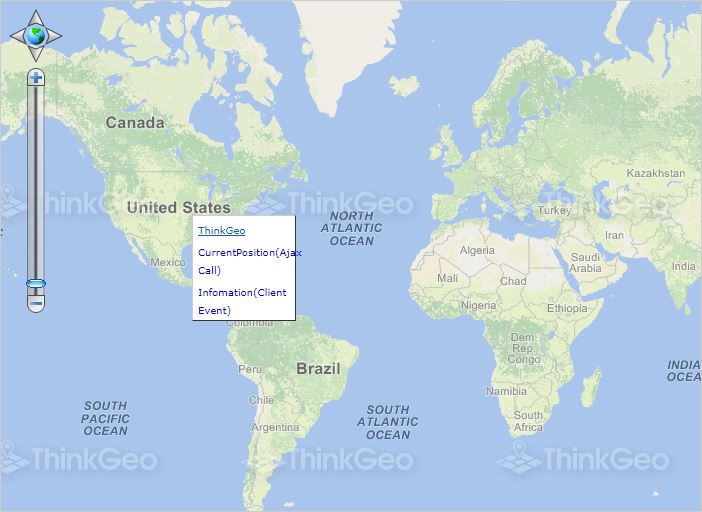 Canada
ThinkGeo
ThinkGeo
ThinkGeo
United States
NORTH
ATLANTIC
OCEAN
Kazakhstan
Turkey
Iran
ThinkGeo
CurrentPosition(Ajax
Call)
Infomation(Client
Event)
Mexico
Algeria
Saudi
Arabia
Mali
Chad
India
Nigeria
Ethiopia
Colombia
Dem.
Rep.
Congo
Peru
Brazil
INDIA
OCEA
Chile
Namibia
SOUTH
PACIFIC
OCEAN
SOUTH
ATLANTIC
OCEAN
Argentina
South
Africa
ThinkGeo
ThinkGeo
ThinkGeo